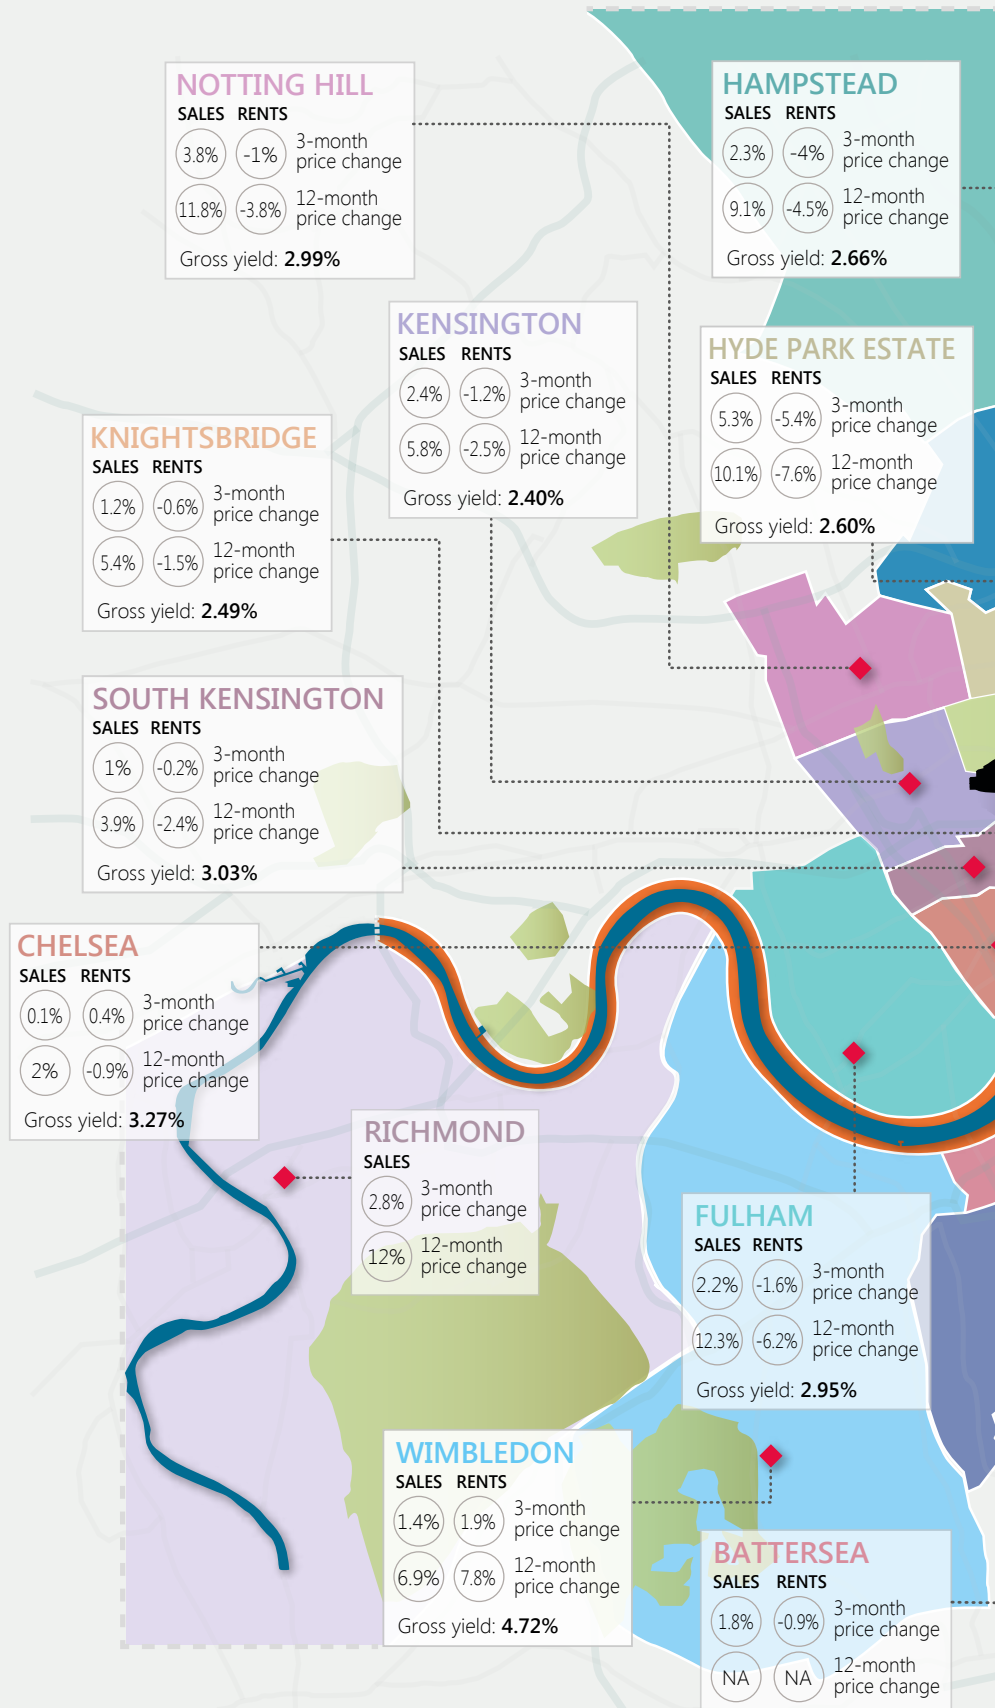 NOTTING HILL
SALES RENTS
3.8% -1% 3-month
price change
11.8% -3.8% 12-month
price change
Gross yield: 2.99%
HAMPSTEAD
SALES RENTS
2.3% -4% 3-month
price change
9.1% -4.5% 12-month
price change
Gross yield: 2.66%
KENSINGTON
SALES RENTS
2.4% -1.2% 3-month
price change
5.8% -2.5% 12-month
price change
Gross yield: 2.40%
HYDE PARK ESTATE
SALES RENTS
5.3% -5.4% 3-month
price change
10.1% -7.6% 12-month
price change
Gross yield: 2.60%
KNIGHTSBRIDGE
SALES RENTS
1.2% -0.6% 3-month
price change
5.4% -1.5% 12-month
price change
Gross yield: 2.49%
SOUTH KENSINGTON
SALES RENTS
1% -0.2% 3-month
price change
3.9% -2.4% 12-month
price change
Gross yield: 3.03%
CHELSEA
SALES RENTS
0.1% 0.4% 3-month
price change
2% -0.9% 12-month
price change
Gross yield: 3.27%
RICHMOND
SALES
2.8% 3-month
price change
12% 12-month
price change
FULHAM
SALES RENTS
2.2% -1.6% 3-month
price change
12.3% -6.2% 12-month
price change
Gross yield: 2.95%
WIMBLEDON
SALES RENTS
1.4% 1.9% 3-month
price change
6.9% 7.8% 12-month
price change
Gross yield: 4.72%
BATTERSEA
SALES RENTS
1.8% -0.9% 3-month
price change
NA NA 12-month
price change